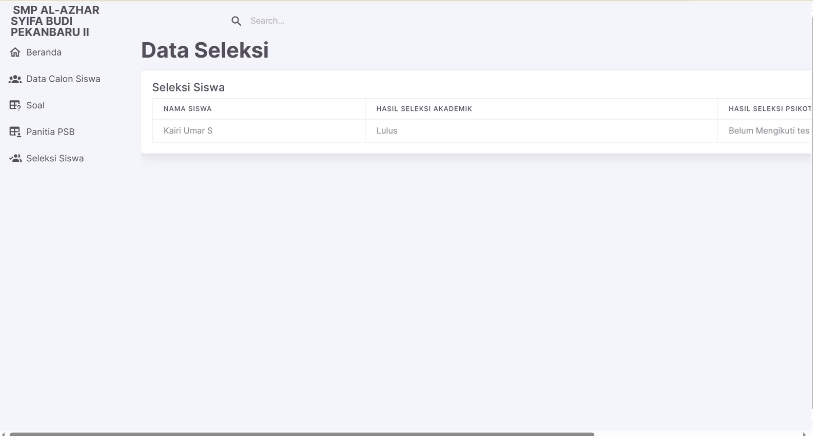 SMP AL-AZHAR
SYIFA BUDI
PEKANBARU II
Search...
Beranda
Data Calon Siswa
Soal
Panitia PSB
Seleksi Siswa
Data Seleksi
Seleksi Siswa
NAMA SISWA HASIL SELEKSI AKADEMIK HASIL SELEKSI PSIKOT
Kairi Umar S Lulus Belum Mengikuti tes